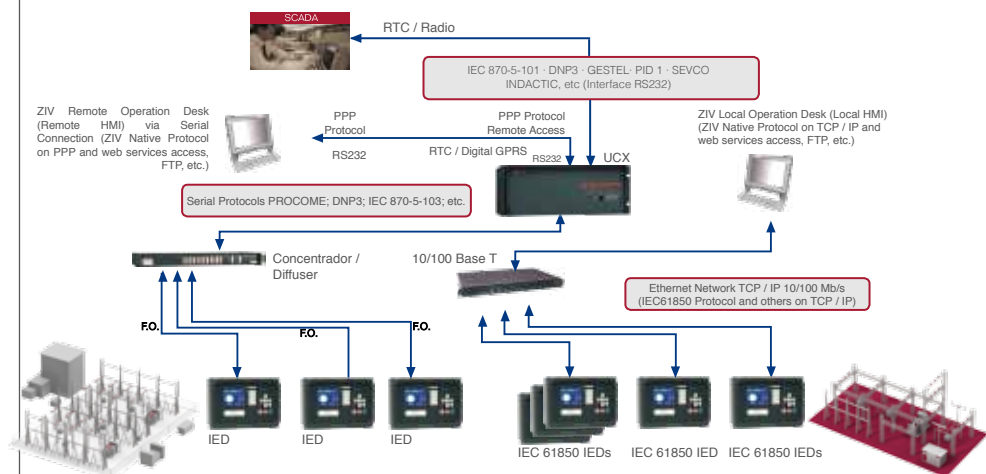 SCADA
RTC / Radio
IEC 870-5-101 · DNP3 · GESTEL· PID 1 · SEVCO
INDACTIC, etc (Interface RS232)
ZIV Remote Operation Desk
(Remote HMI) via Serial
Connection (ZIV Native Protocol
on PPP and web services access,
FTP, etc.)
PPP
Protocol
RS232
PPP Protocol
Remote Access
RTC / Digital GPRS
RS232
UCX
ZIV Local Operation Desk (Local HMI)
(ZIV Native Protocol on TCP / IP and
web services access, FTP, etc.)
Serial Protocols PROCOME; DNP3; IEC 870-5-103; etc.
Concentrador /
Diffuser
10/100 Base T
Ethernet Network TCP / IP 10/100 Mb/s
(IEC61850 Protocol and others on TCP / IP)
F.O.
F.O.
F.O.
IED
IED
IED
IEC 61850 IEDs
IEC 61850 IED
IEC 61850 IEDs